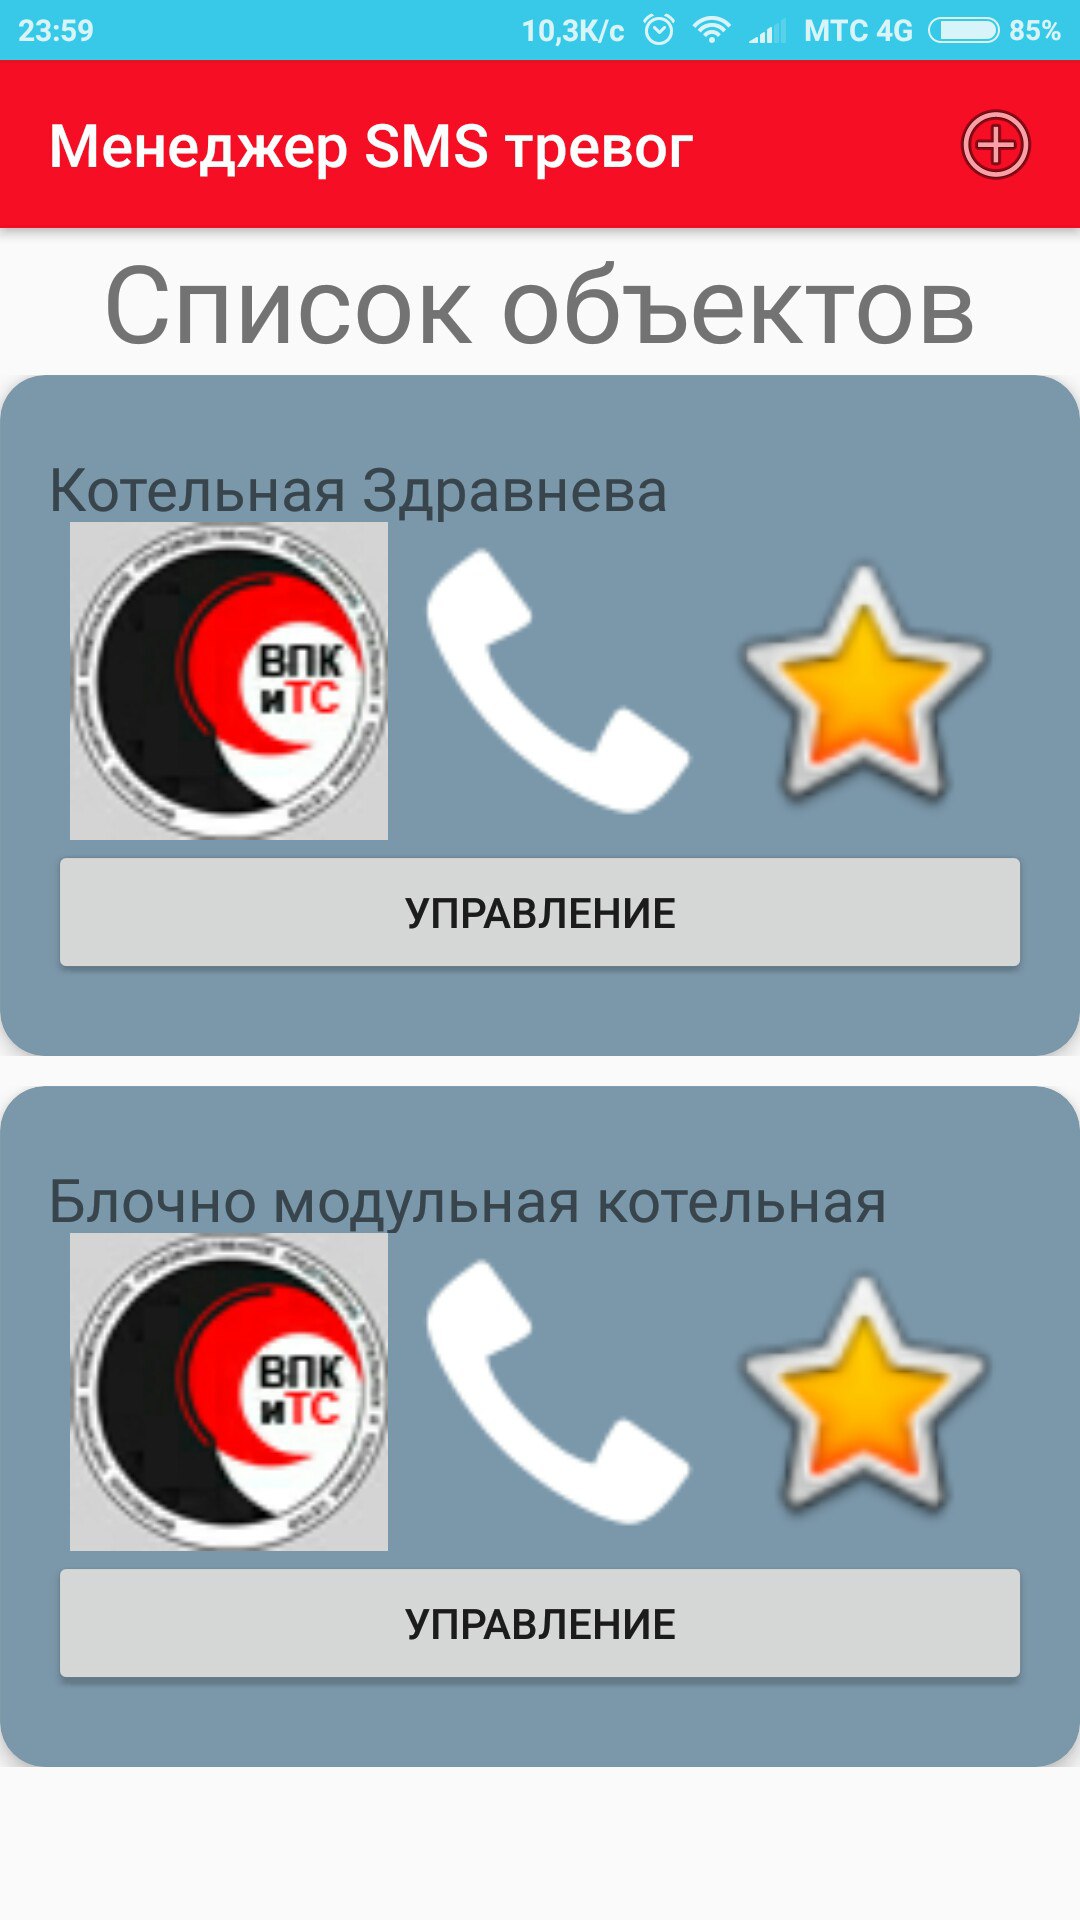 23:59 10,3К/с МТС 4G 85%
Менеджер SMS тревог
Список объектов
Котельная Здравнева
ВПК
иТС
УПРАВЛЕНИЕ
Блочно модульная котельная
ВПК
иТС
УПРАВЛЕНИЕ